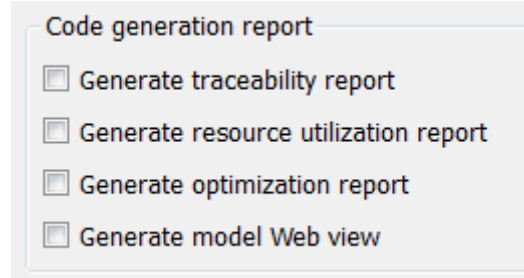 Code generation report
Generate traceability report
Generate resource utilization report
Generate optimization report
Generate model Web view